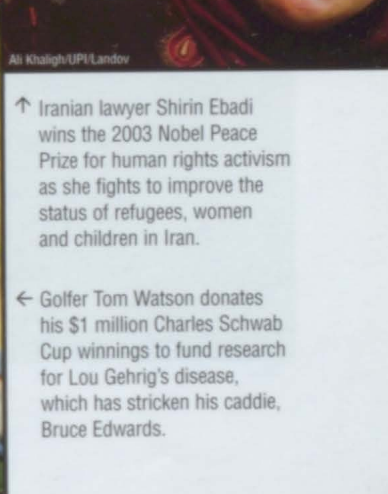 Ali Khaligh/UPI/Landov
↑ Iranian lawyer Shirin Ebadi
wins the 2003 Nobel Peace
Prize for human rights activism
as she fights to improve the
status of refugees, women
and children in Iran.
← Golfer Tom Watson donates
his $1 million Charles Schwab
Cup winnings to fund research
for Lou Gehrig's disease,
which has stricken his caddie,
Bruce Edwards.